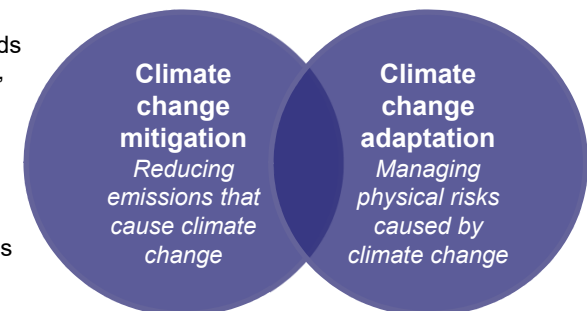 ds
,
Climate
change
mitigation
Reducing
emissions that
cause climate
change
Climate
change
adaptation
Managing
physical risks
caused by
climate change
s